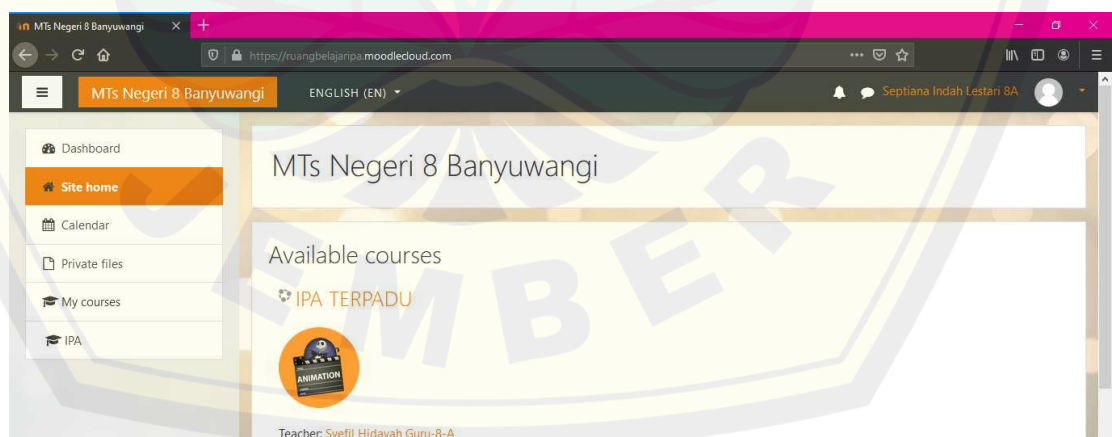 MTs Negeri 8 Banyuwangi
https://ruangbelajaripa.moodlecloud.com
MTs Negeri 8 Banyuwangi ENGLISH (EN) Septiana Indah Lestari 8A
Dashboard
Site home
Calendar
Private files
My courses
IPA
MTs Negeri 8 Banyuwangi
Available courses
IPA TERPADU
ANIMATION
Teacher: Syefil Hidayah Guru-8-A
JEMBER